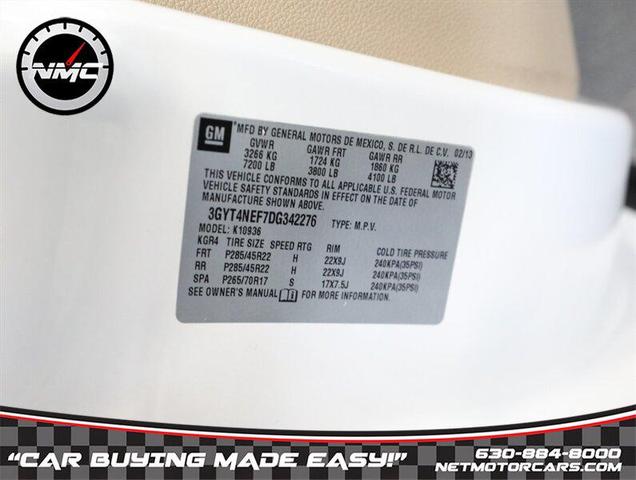 NMC
GM
MFD BY GENERAL MOTORS DE MEXICO, S. DE R.L. DE C.V. 02/13
GVWR GAWR FRT GAWR RR
3266 KG 1724 KG 1860 KG
7200 LB 3800 LB 4100 LB
THIS VEHICLE CONFORMS TO ALL APPLICABLE U.S. FEDERAL MOTOR
VEHICLE SAFETY STANDARDS IN EFFECT ON THE DATE OF
MANUFACTURE SHOWN ABOVE.
3GYT4NEF7DG342276 TYPE: M.P.V.
MODEL: K10936
KGR4 TIRE SIZE SPEED RTG RIM COLD TIRE PRESSURE
FRT P285/45R22 H 22X9J 240KPA(35PSI)
RR P285/45R22 H 22X9J 240KPA(35PSI)
SPA P265/70R17 S 17X7.5J 240KPA(35PSI)
SEE OWNER'S MANUAL FOR MORE INFORMATION.
"CAR BUYING MADE EASY!"
630-884-8000
NETMOTORCARS.COM